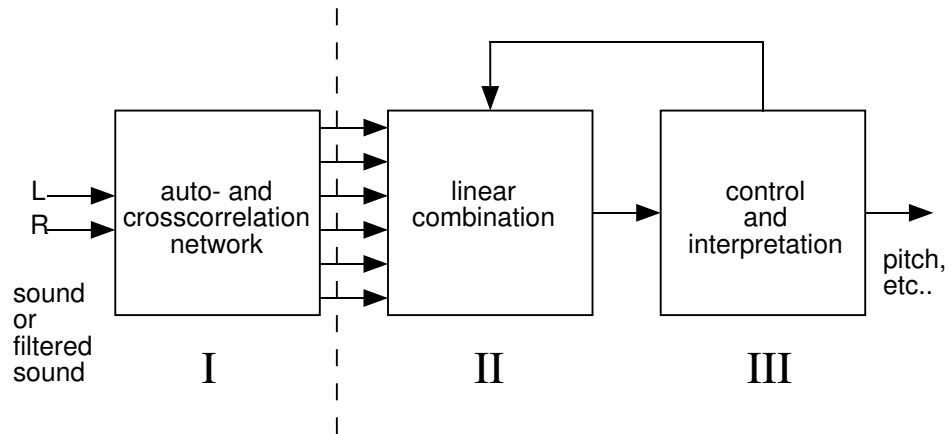 L
R
sound
or
filtered
sound
auto- and
crosscorrelation
network
I
linear
combination
II
control
and
interpretation
III
pitch,
etc..